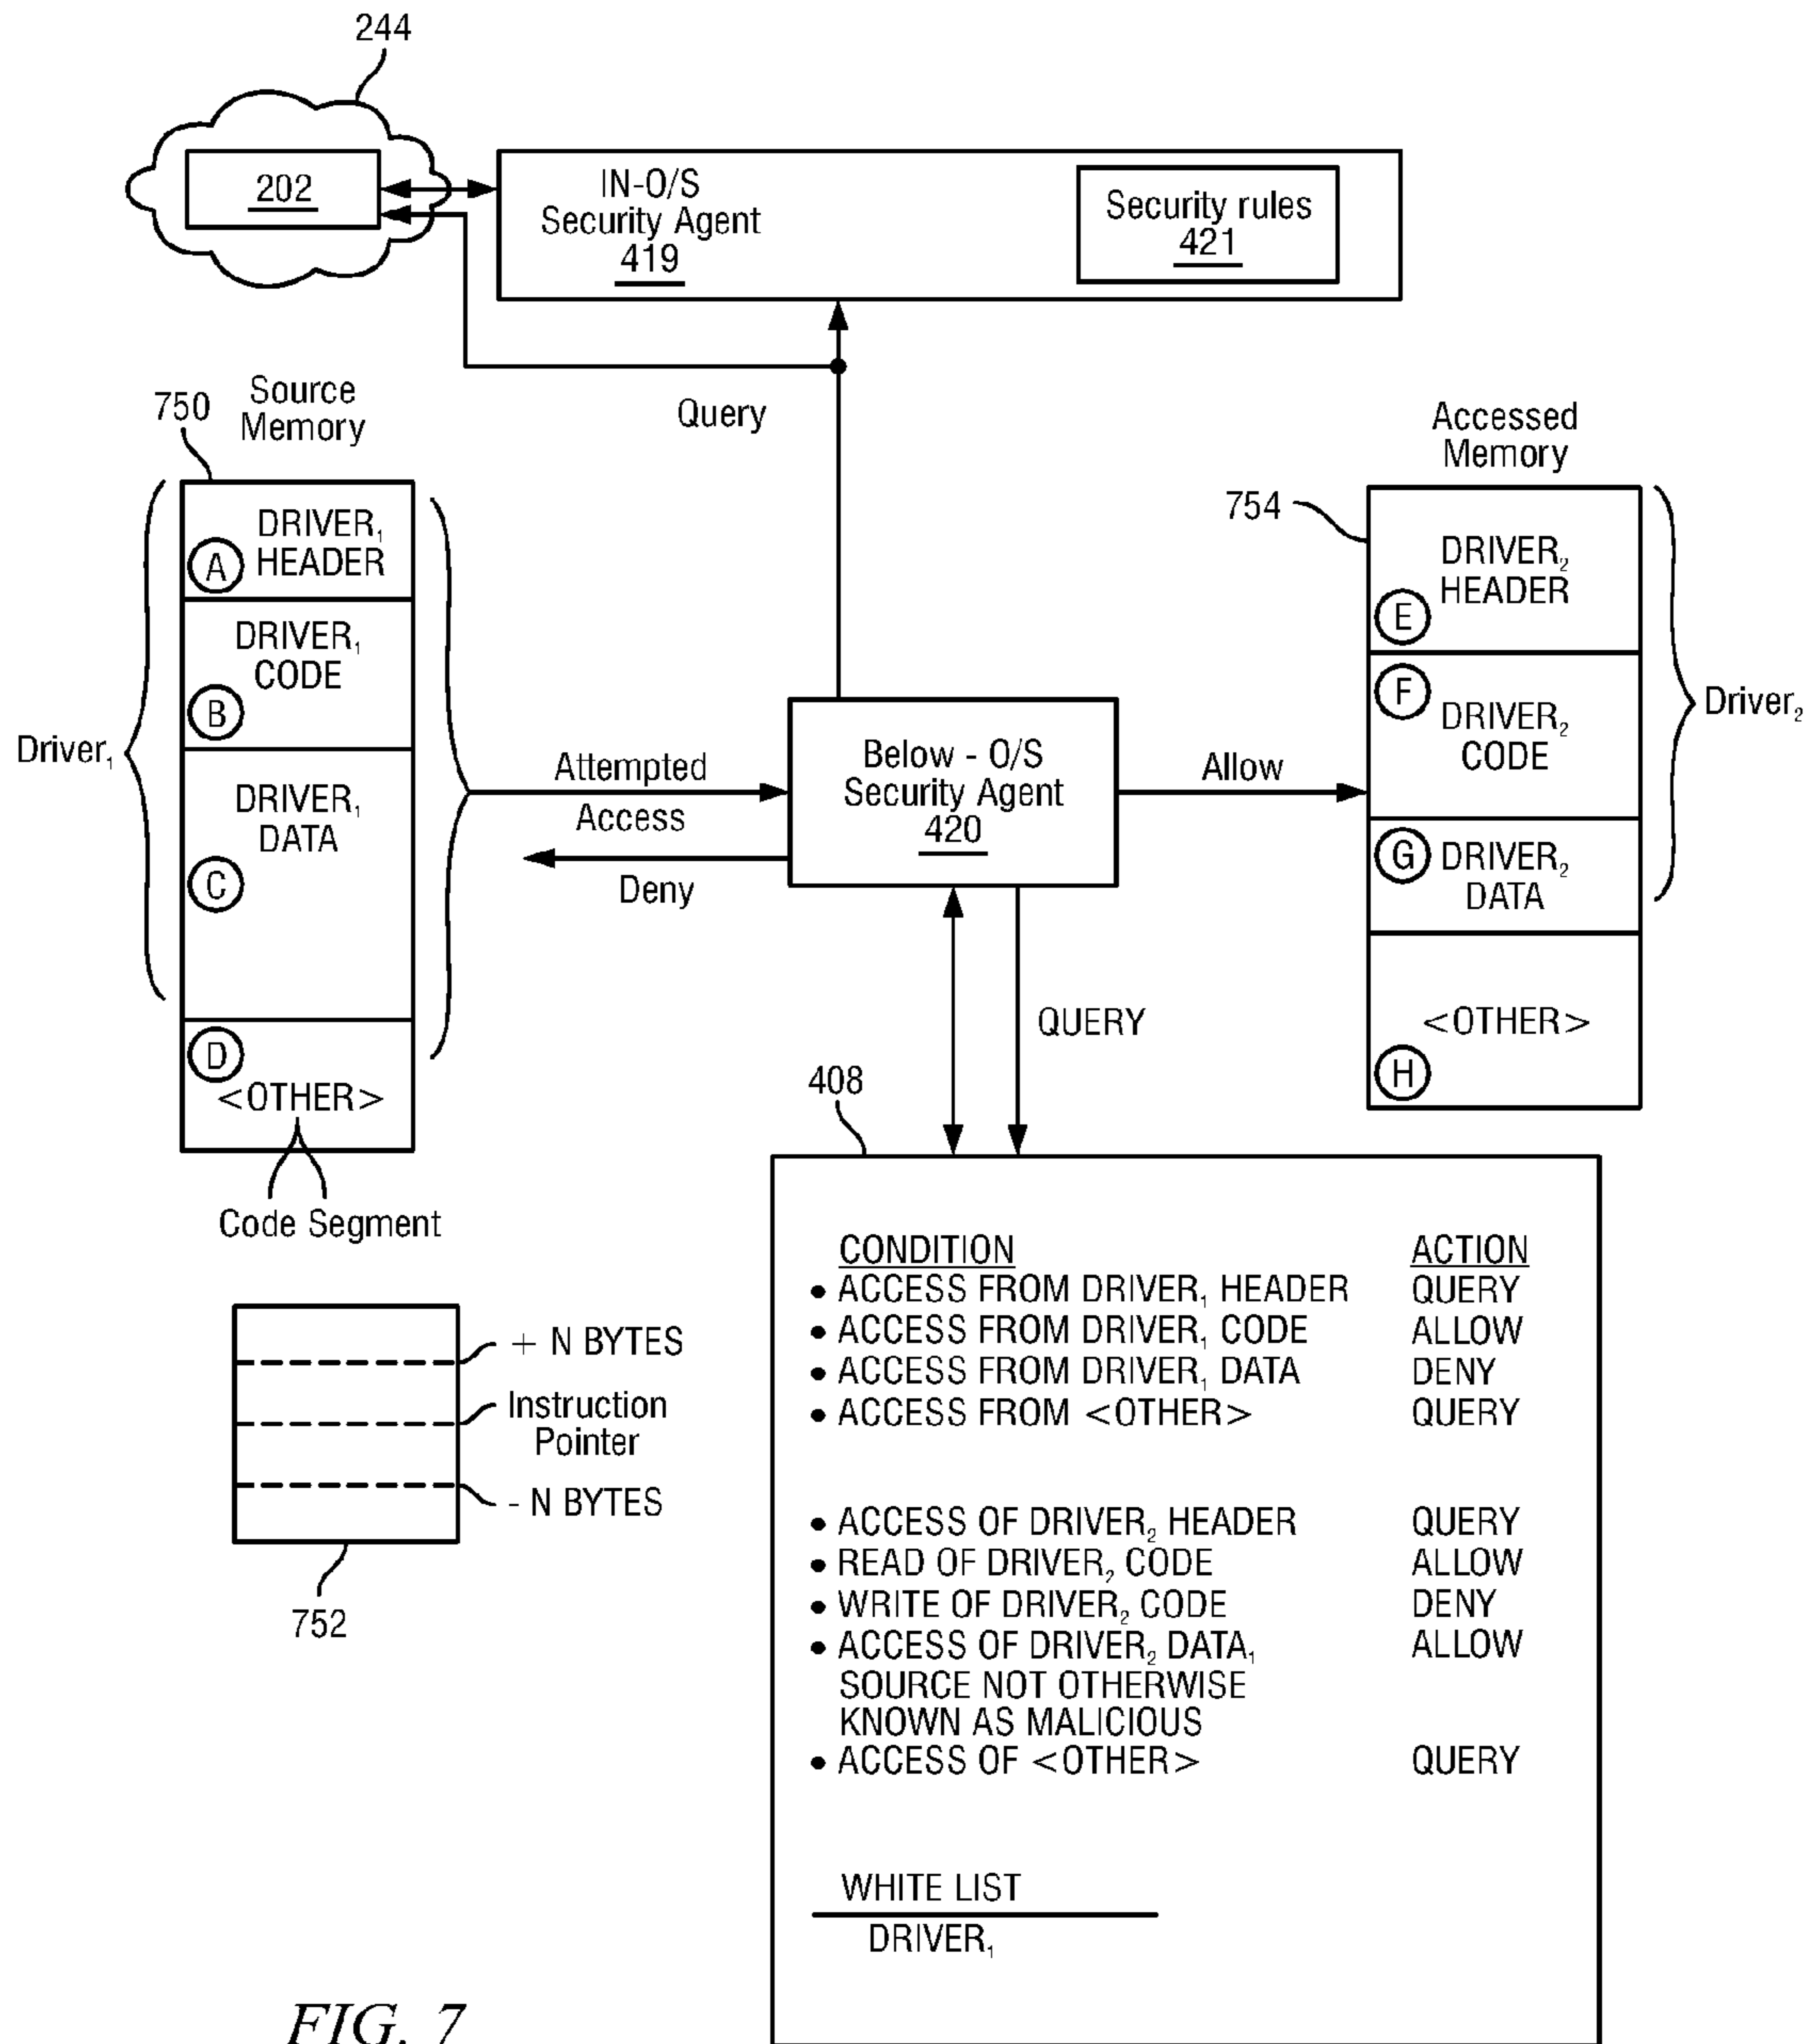 244
202
IN-O/S
Security Agent
419
Security rules
421
Query
750
Source
Memory
DRIVER₁
HEADER
A
DRIVER₁
CODE
B
DRIVER₁
DATA
C
D
<OTHER>
Driver₁
Code Segment
Attempted
Access
Deny
Below - O/S
Security Agent
420
Allow
Accessed
Memory
754
DRIVER₂
HEADER
E
F
DRIVER₂
CODE
G
DRIVER₂
DATA
<OTHER>
H
Driver₂
QUERY
408
+ N BYTES
Instruction
Pointer
- N BYTES
752
CONDITION ACTION
• ACCESS FROM DRIVER₁ HEADER QUERY
• ACCESS FROM DRIVER₁ CODE ALLOW
• ACCESS FROM DRIVER₁ DATA DENY
• ACCESS FROM <OTHER> QUERY
• ACCESS OF DRIVER₂ HEADER QUERY
• READ OF DRIVER₂ CODE ALLOW
• WRITE OF DRIVER₂ CODE DENY
• ACCESS OF DRIVER₂ DATA₁ ALLOW
SOURCE NOT OTHERWISE
KNOWN AS MALICIOUS
• ACCESS OF <OTHER> QUERY
WHITE LIST
DRIVER₁
FIG. 7